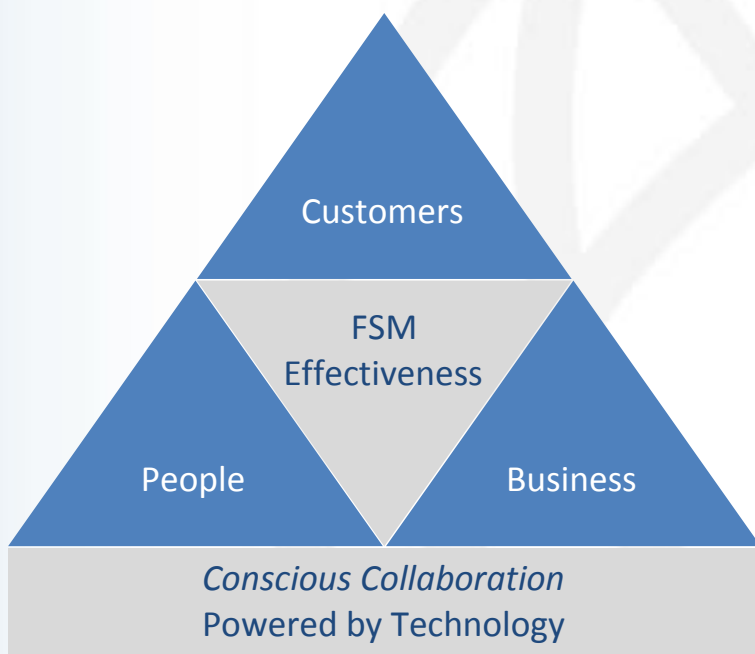 Customers
FSM
Effectiveness
People
Business
Conscious Collaboration
Powered by Technology